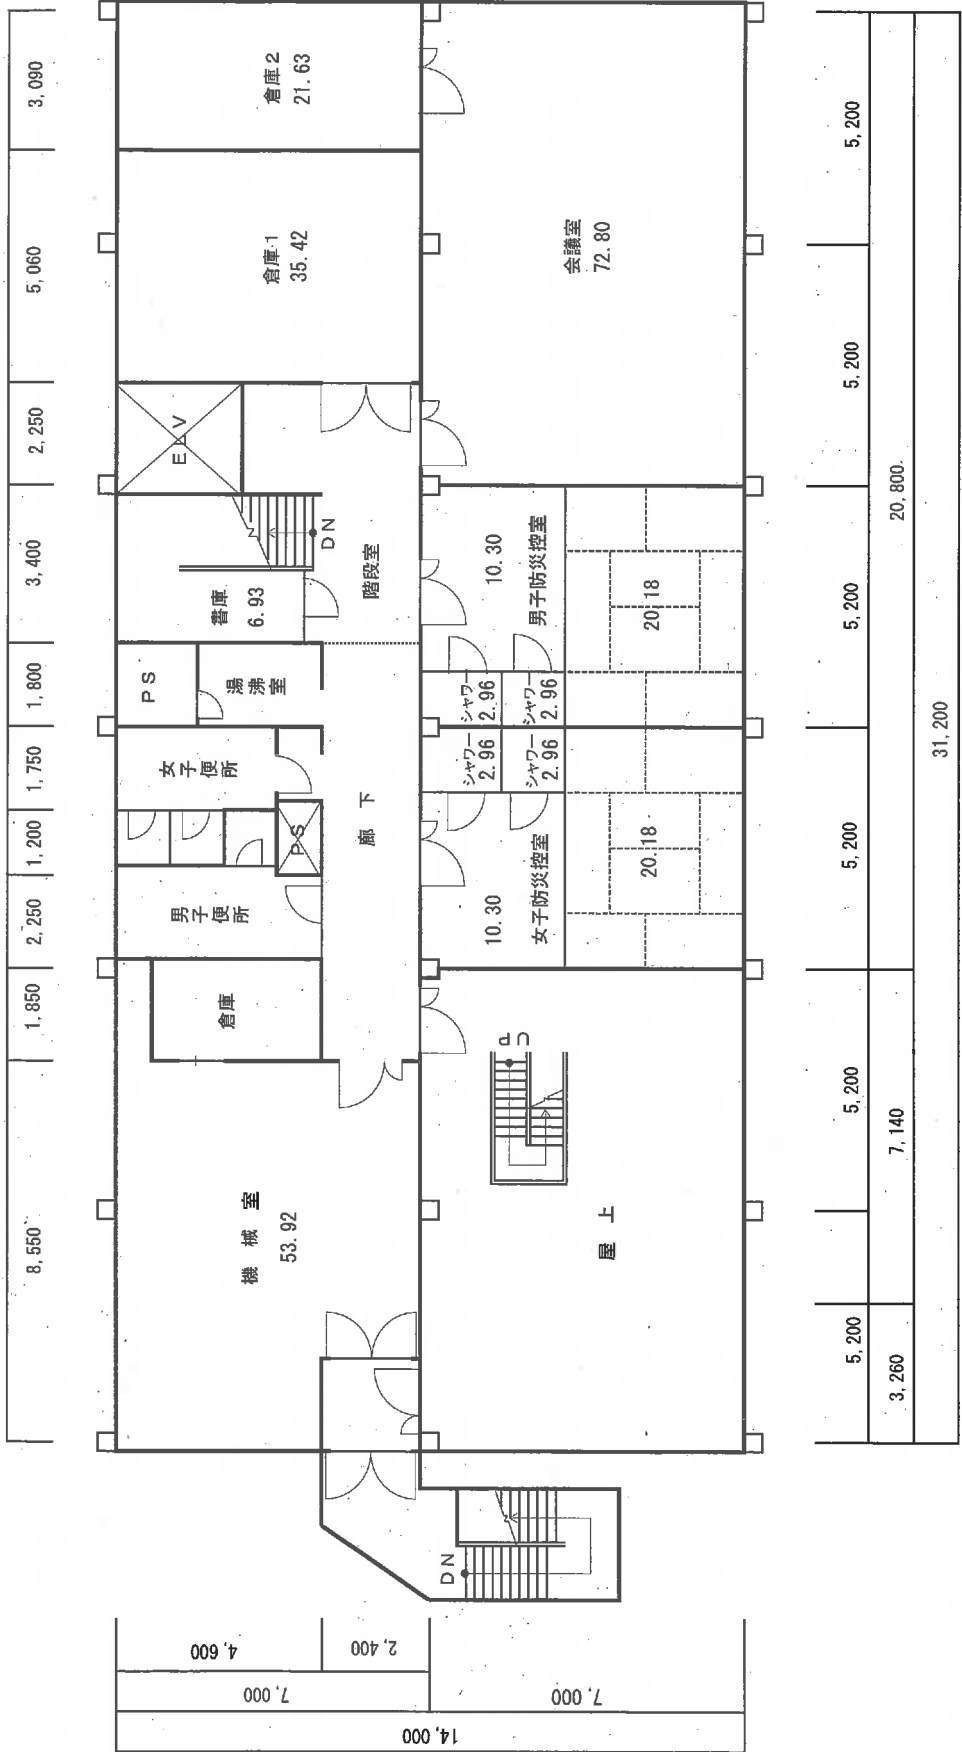 3,090
5,060
2,250
3,400
1,800
1,750
1,200
2,250
1,850
8,550
倉庫2
21.63
倉庫1
35.42
ELV
DN
書庫
6.93
階段室
PS
湯沸室
女子便所
PS
男子便所
廊下
倉庫
機械室
53.92
会議室
72.80
10.30
男子防災控室
20.18
シャワー
2.96
シャワー
2.96
シャワー
2.96
シャワー
2.96
10.30
女子防災控室
20.18
UP
屋上
DN
5,200
5,200
5,200
5,200
5,200
5,200
20,800
7,140
3,260
31,200
4,600
2,400
7,000
7,000
14,000